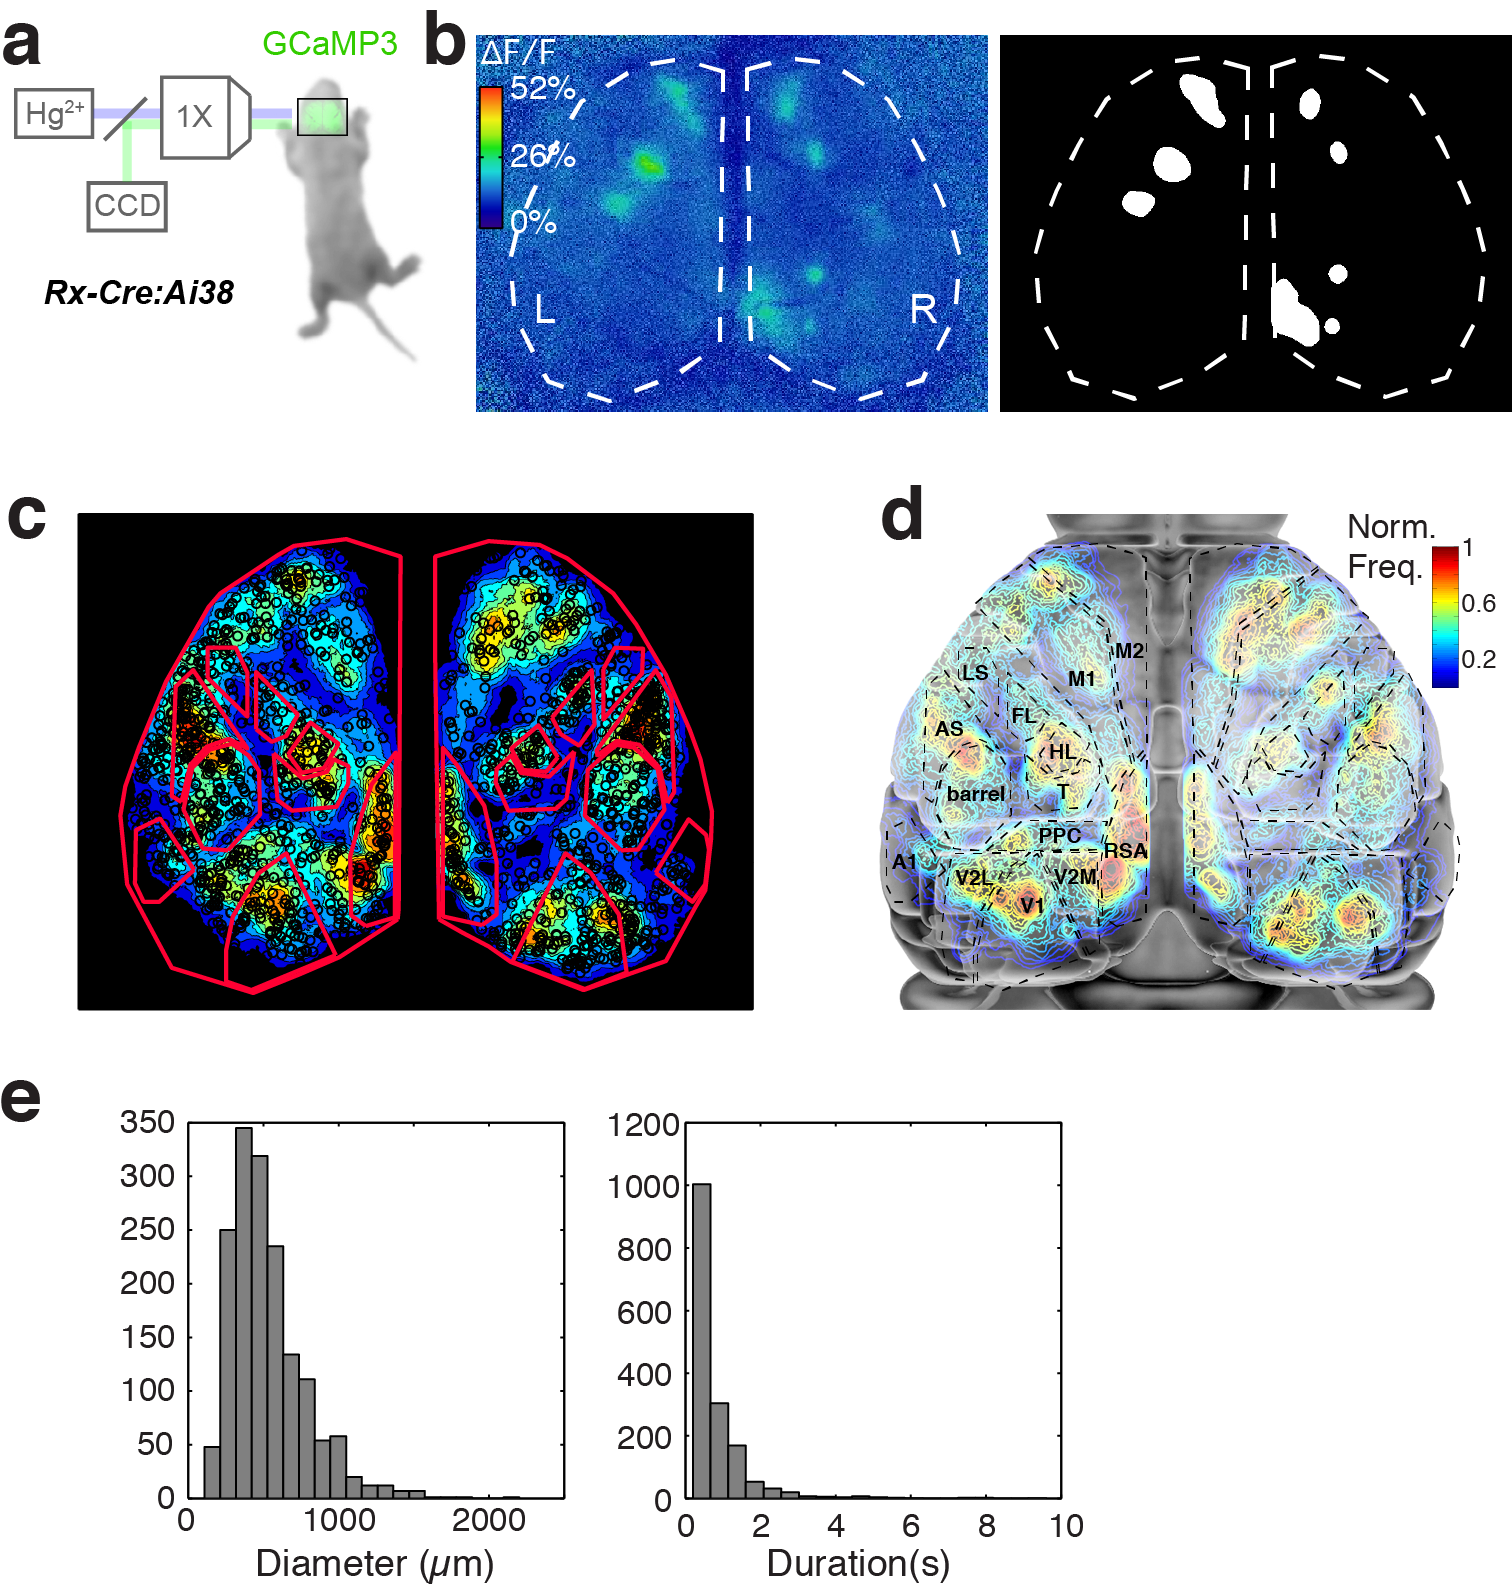 a
GCaMP3
Hg2+
1X
CCD
Rx-Cre:Ai38
b
ΔF/F
52%
26%
0%
L
R
c
d
Norm.
Freq.
1
0.6
0.2
M2
LS
M1
FL
AS
HL
barrel
T
PPC
RSA
A1
V2L
V2M
V1
e
350
300
250
200
150
100
50
0
0 1000 2000
Diameter (µm)
1200
1000
800
600
400
200
0
0 2 4 6 8 10
Duration(s)